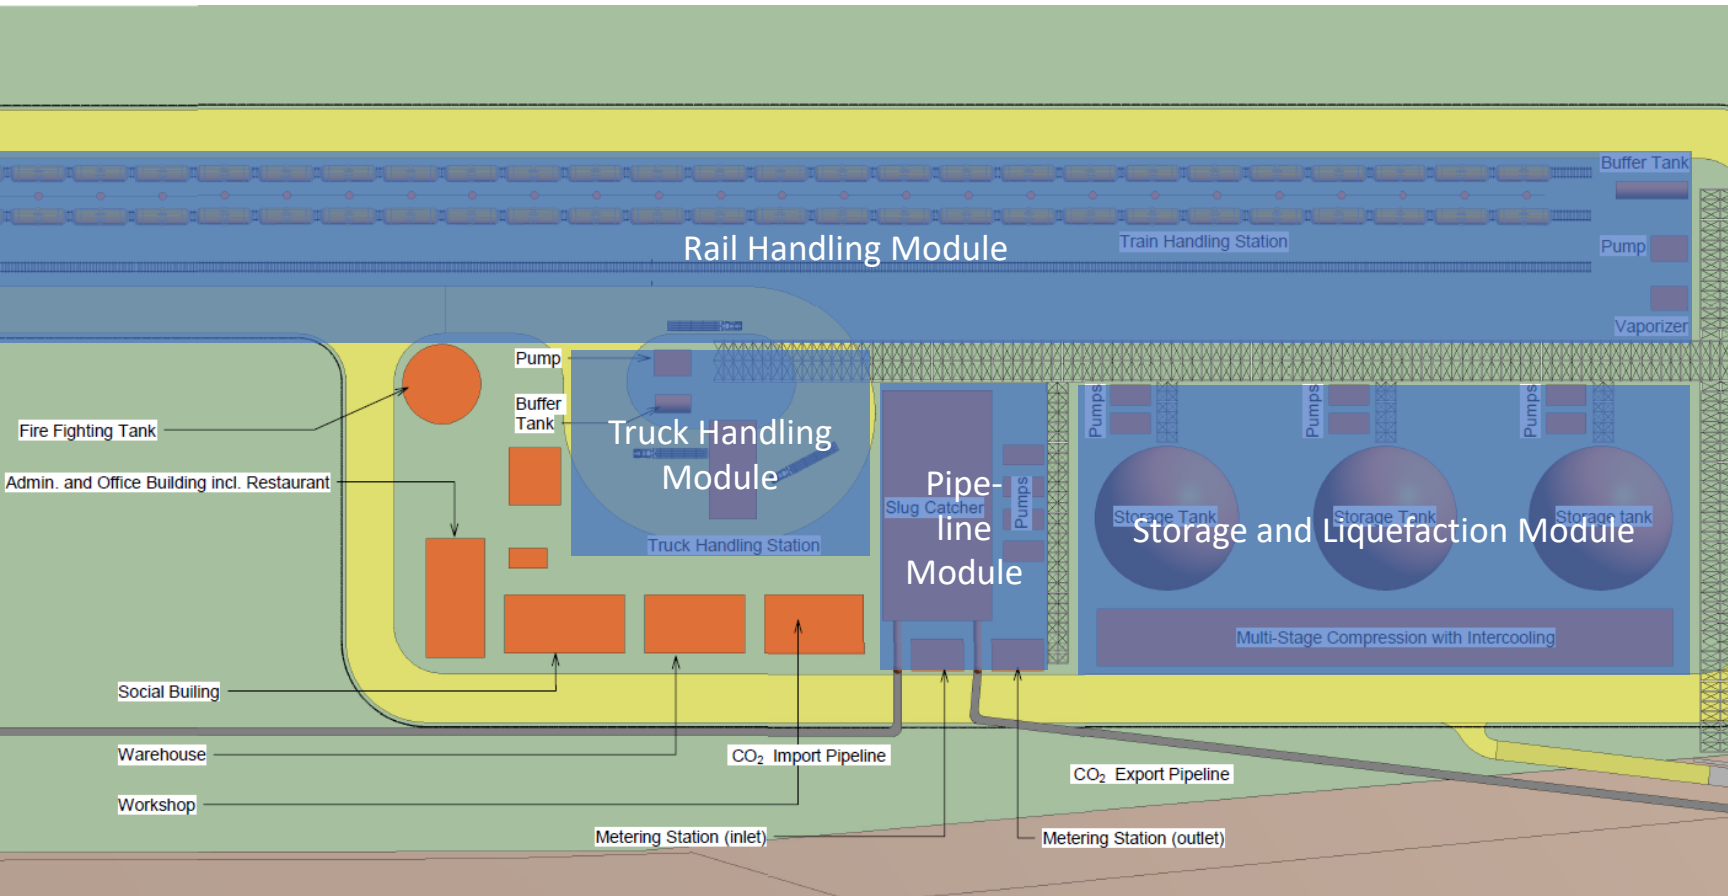 Buffer Tank
Train Handling Station
Rail Handling Module
Pump
Vaporizer
Pump
Buffer
Tank
Fire Fighting Tank
Truck Handling
Module
Admin. and Office Building incl. Restaurant
Truck Handling Station
Pipe-
line
Module
Slug Catcher
Pumps
Pumps
Pumps
Pumps
Storage Tank
Storage Tank
Storage tank
Storage and Liquefaction Module
Multi-Stage Compression with Intercooling
Social Builing
Warehouse
CO₂ Import Pipeline
CO₂ Export Pipeline
Workshop
Metering Station (inlet)
Metering Station (outlet)